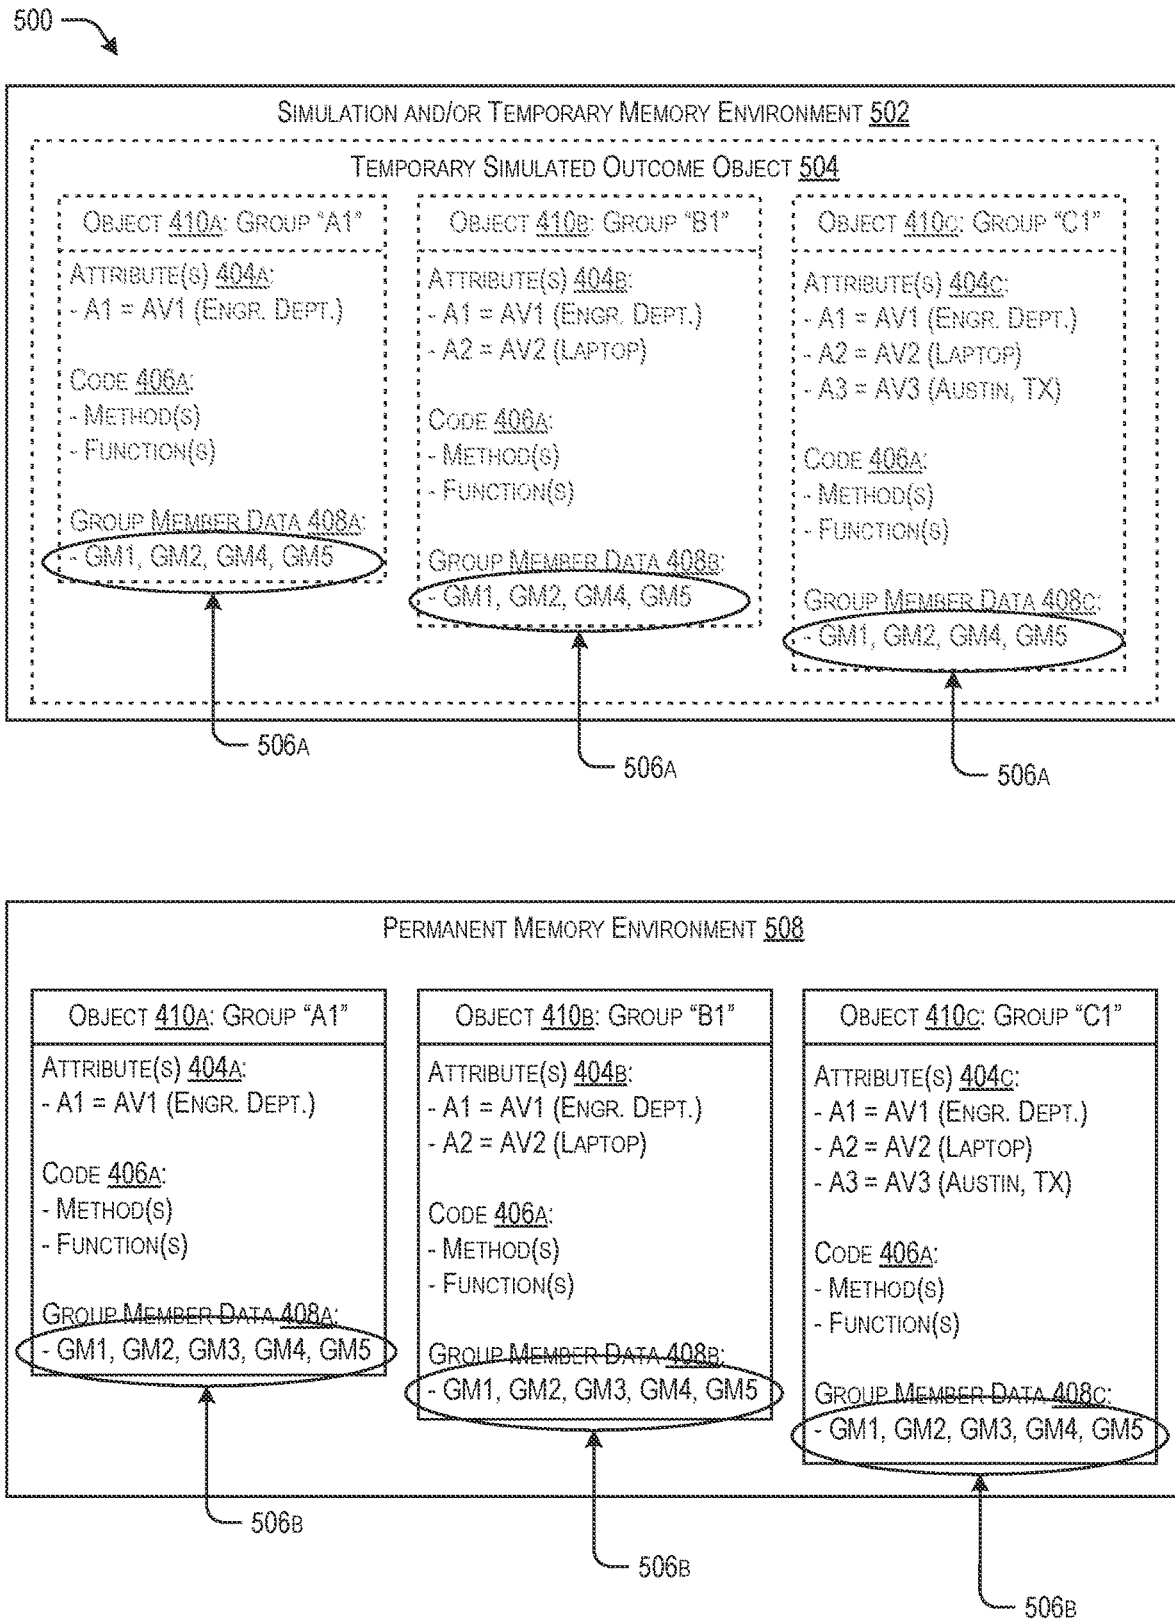 500
SIMULATION AND/OR TEMPORARY MEMORY ENVIRONMENT 502
TEMPORARY SIMULATED OUTCOME OBJECT 504
OBJECT 410A: GROUP “A1”
ATTRIBUTE(S) 404A:
- A1 = AV1 (ENGR. DEPT.)
CODE 406A:
- METHOD(S)
- FUNCTION(S)
GROUP MEMBER DATA 408A:
- GM1, GM2, GM4, GM5
506A
OBJECT 410B: GROUP “B1”
ATTRIBUTE(S) 404B:
- A1 = AV1 (ENGR. DEPT.)
- A2 = AV2 (LAPTOP)
CODE 406A:
- METHOD(S)
- FUNCTION(S)
GROUP MEMBER DATA 408B:
- GM1, GM2, GM4, GM5
506A
OBJECT 410C: GROUP “C1”
ATTRIBUTE(S) 404C:
- A1 = AV1 (ENGR. DEPT.)
- A2 = AV2 (LAPTOP)
- A3 = AV3 (AUSTIN, TX)
CODE 406A:
- METHOD(S)
- FUNCTION(S)
GROUP MEMBER DATA 408C:
- GM1, GM2, GM4, GM5
506A
PERMANENT MEMORY ENVIRONMENT 508
OBJECT 410A: GROUP “A1”
ATTRIBUTE(S) 404A:
- A1 = AV1 (ENGR. DEPT.)
CODE 406A:
- METHOD(S)
- FUNCTION(S)
GROUP MEMBER DATA 408A:
- GM1, GM2, GM3, GM4, GM5
506B
OBJECT 410B: GROUP “B1”
ATTRIBUTE(S) 404B:
- A1 = AV1 (ENGR. DEPT.)
- A2 = AV2 (LAPTOP)
CODE 406A:
- METHOD(S)
- FUNCTION(S)
GROUP MEMBER DATA 408B:
- GM1, GM2, GM3, GM4, GM5
506B
OBJECT 410C: GROUP “C1”
ATTRIBUTE(S) 404C:
- A1 = AV1 (ENGR. DEPT.)
- A2 = AV2 (LAPTOP)
- A3 = AV3 (AUSTIN, TX)
CODE 406A:
- METHOD(S)
- FUNCTION(S)
GROUP MEMBER DATA 408C:
- GM1, GM2, GM3, GM4, GM5
506B